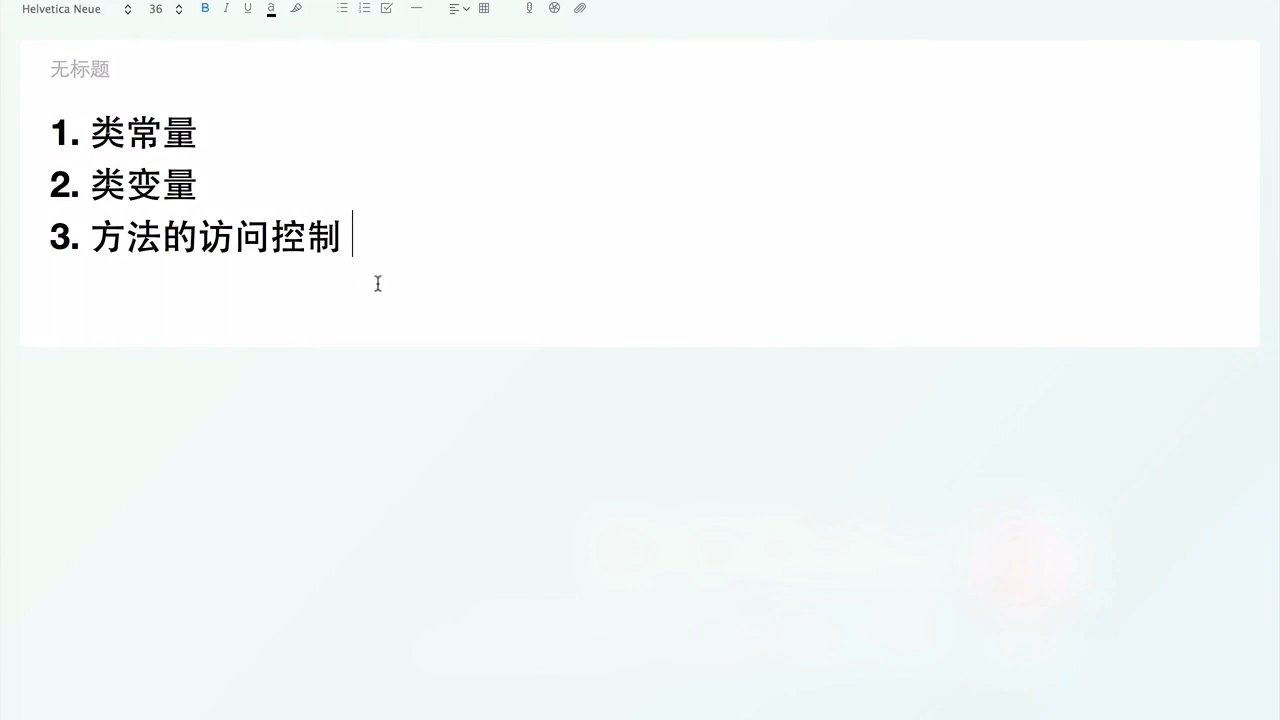 Helvetica Neue 36 B I U a
无标题
1. 类常量
2. 类变量
3. 方法的访问控制